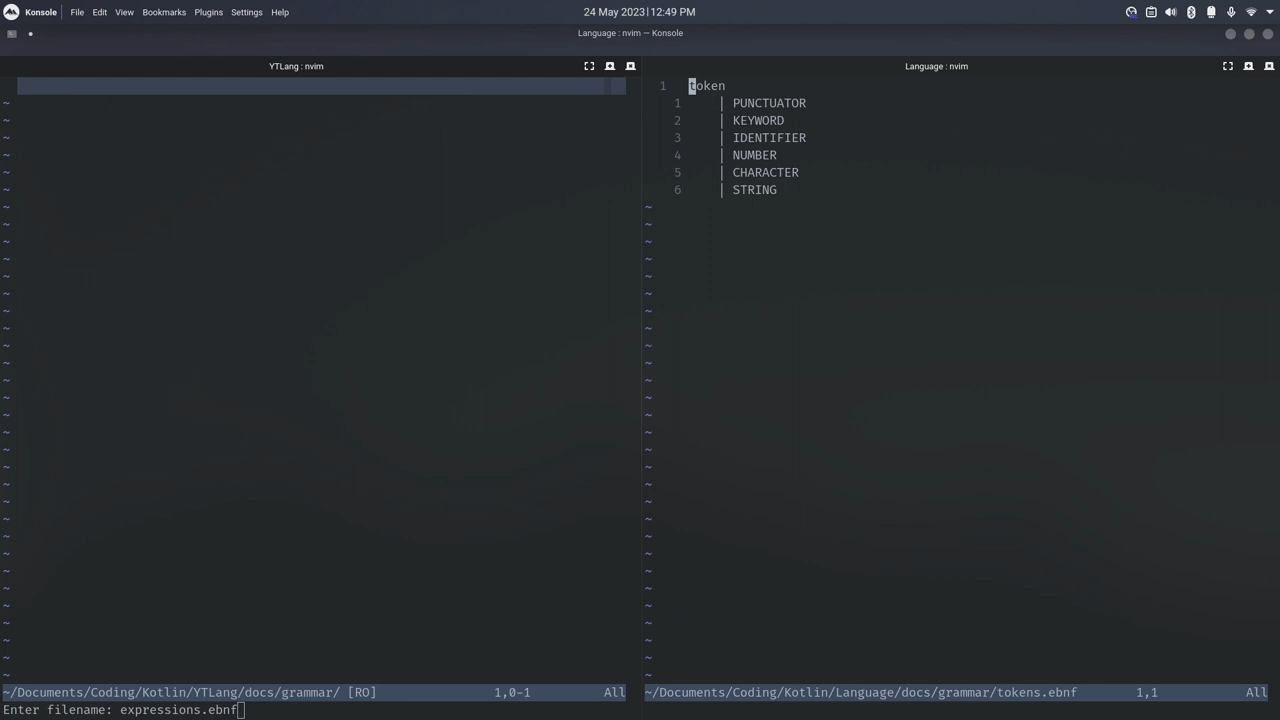 Konsole File Edit View Bookmarks Plugins Settings Help 24 May 2023|12:49 PM
Language : nvim — Konsole
YTLang : nvim
Language : nvim
1 token
1 | PUNCTUATOR
2 | KEYWORD
3 | IDENTIFIER
4 | NUMBER
5 | CHARACTER
6 | STRING
~/Documents/Coding/Kotlin/YTLang/docs/grammar/ [RO] 1,0-1 All
~/Documents/Coding/Kotlin/Language/docs/grammar/tokens.ebnf 1,1 All
Enter filename: expressions.ebnf